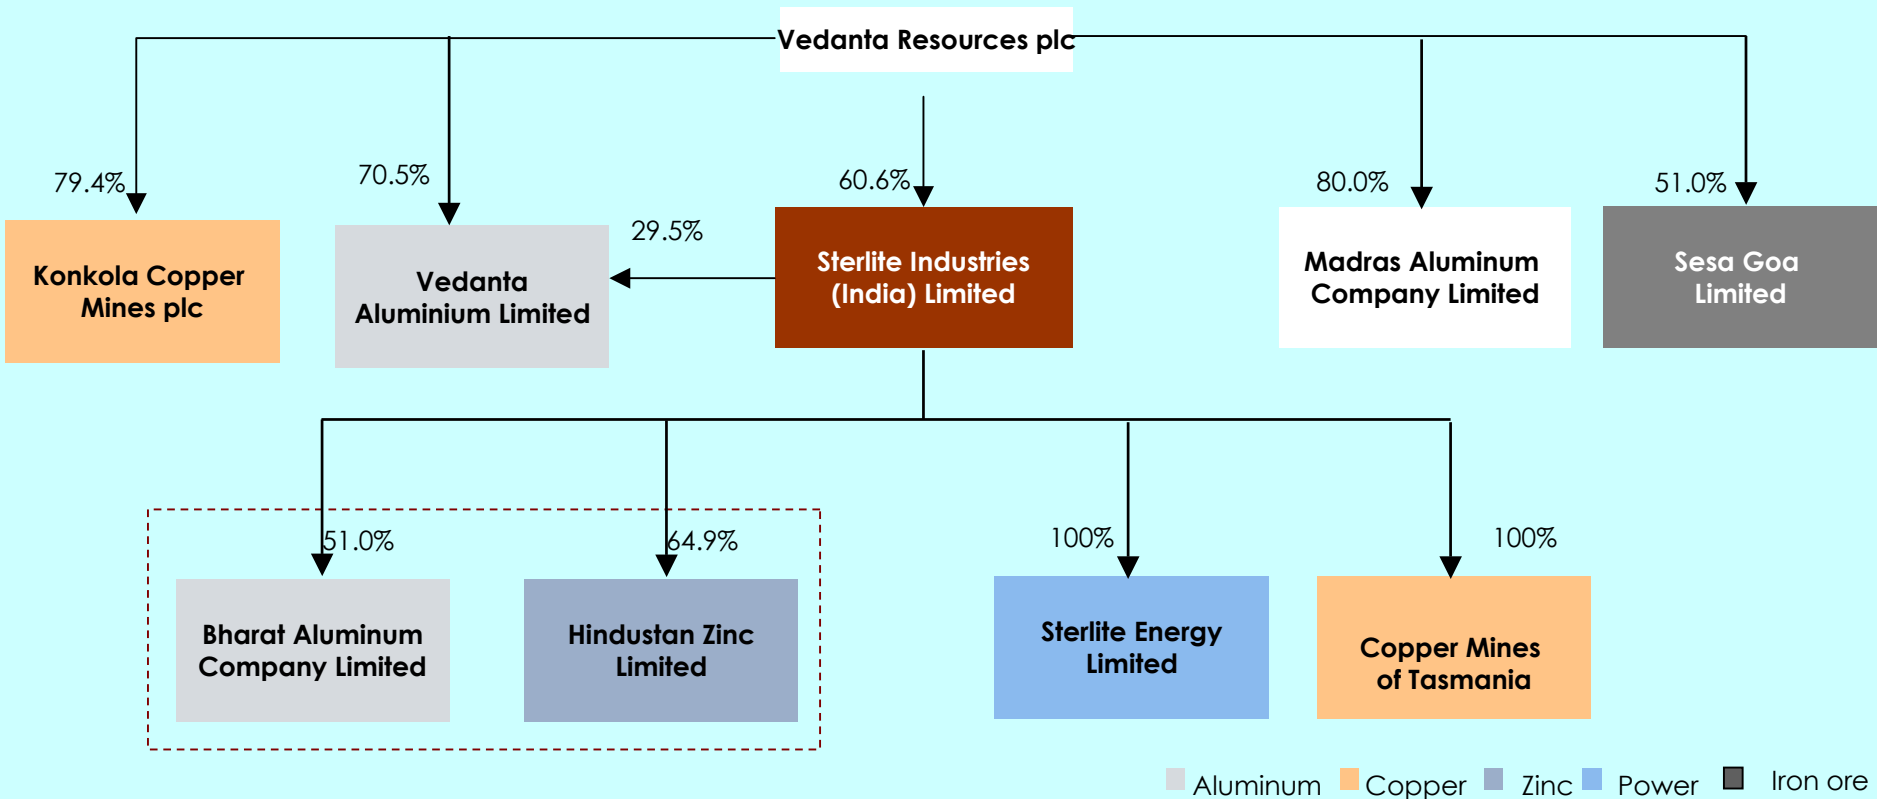 Vedanta Resources plc
79.4%
70.5%
60.6%
80.0%
51.0%
29.5%
Konkola Copper
Mines plc
Vedanta
Aluminium Limited
Sterlite Industries
(India) Limited
Madras Aluminum
Company Limited
Sesa Goa
Limited
51.0%
64.9%
100%
100%
Bharat Aluminum
Company Limited
Hindustan Zinc
Limited
Sterlite Energy
Limited
Copper Mines
of Tasmania
Aluminum Copper Zinc Power Iron ore